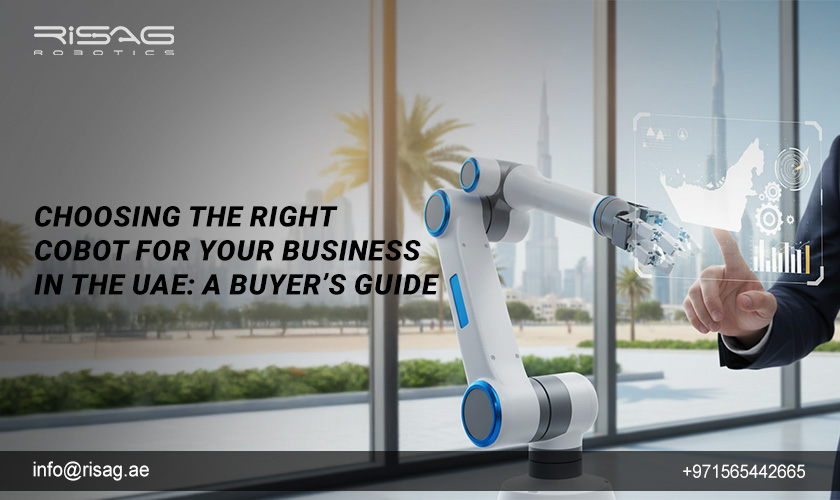 RiSAG
ROBOTICS
CHOOSING THE RIGHT
COBOT FOR YOUR BUSINESS
IN THE UAE: A BUYER'S GUIDE
info@risag.ae
+971565442665